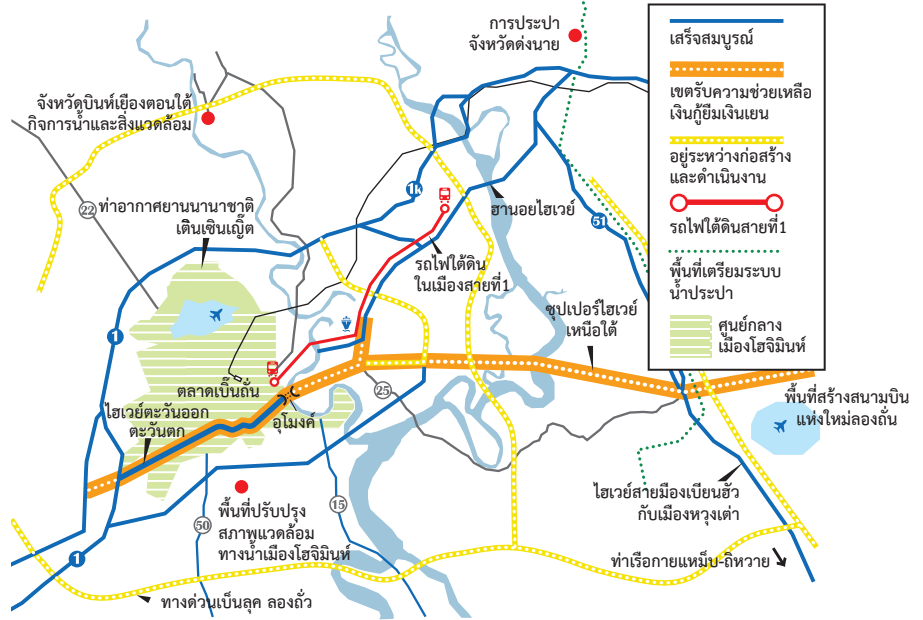 การประปา
จังหวัดด่งนาย
จังหวัดบินห์เยืองตอนใต้
กิจการน้ำและสิ่งแวดล้อม
22
ท่าอากาศยานนานาชาติ
เตินเซินเญิ๊ต
1k
ฮานอยไฮเวย์
51
รถไฟใต้ดิน
ในเมืองสายที่1
ซุปเปอร์ไฮเวย์
เหนือใต้
1
ตลาดเบิ๊นถั่น
25
ไฮเวย์ตะวันออก
ตะวันตก
อุโมงค์
พื้นที่สร้างสนามบิน
แห่งใหม่ลองถั่น
พื้นที่ปรับปรุง
สภาพแวดล้อม
ทางน้ำเมืองโฮจิมินห์
50
15
ไฮเวย์สายมืองเบียนฮัว
กับเมืองหวุงเต่า
1
ท่าเรือกายแหม็บ-ถิหวาย
ทางด่วนเบ็นลุค ลองถั่ว
เสร็จสมบูรณ์
เขตรับความช่วยเหลือ
เงินกู้ยืมเงินเยน
อยู่ระหว่างก่อสร้าง
และดำเนินงาน
รถไฟใต้ดินสายที่1
พื้นที่เตรียมระบบ
น้ำประปา
ศูนย์กลาง
เมืองโฮจิมินห์